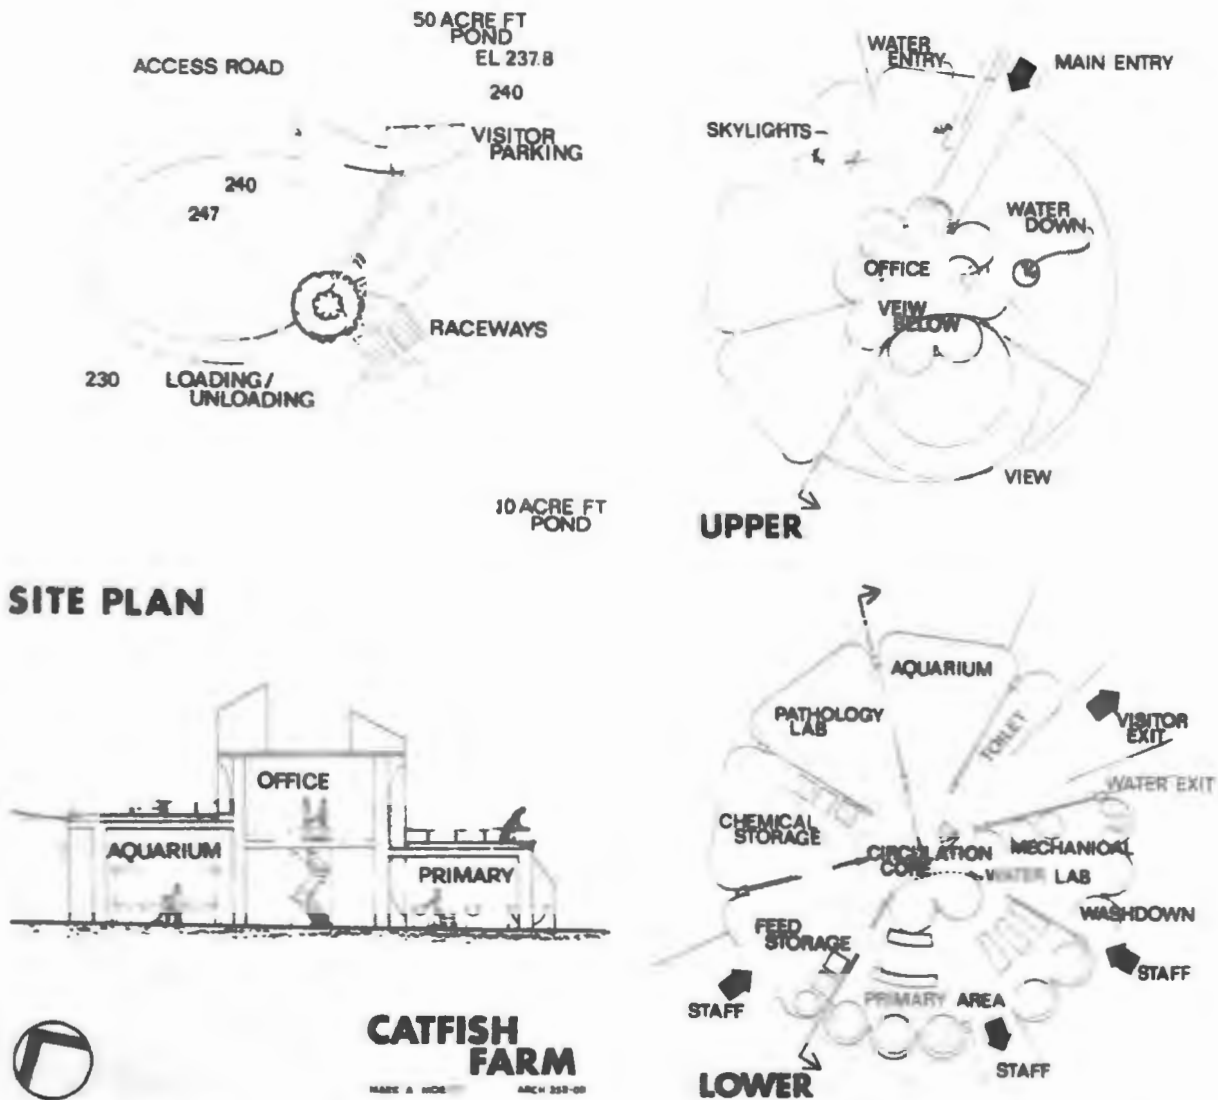 50 ACRE FT
POND
EL 237.8
240
ACCESS ROAD
VISITOR
PARKING
240
247
RACEWAYS
230
LOADING/
UNLOADING
10 ACRE FT
POND
SITE PLAN
WATER
ENTRY
MAIN ENTRY
SKYLIGHTS
WATER
DOWN
OFFICE
VEIW
BELOW
VIEW
UPPER
OFFICE
AQUARIUM
PRIMARY
AQUARIUM
PATHOLOGY
LAB
TOILET
VISITOR
EXIT
WATER EXIT
CHEMICAL
STORAGE
CIRCULATION
CORE
MECHANICAL
WATER LAB
WASHDOWN
FEED
STORAGE
STAFF
STAFF
PRIMARY AREA
STAFF
LOWER
CATFISH
FARM
MARK A
ARCH